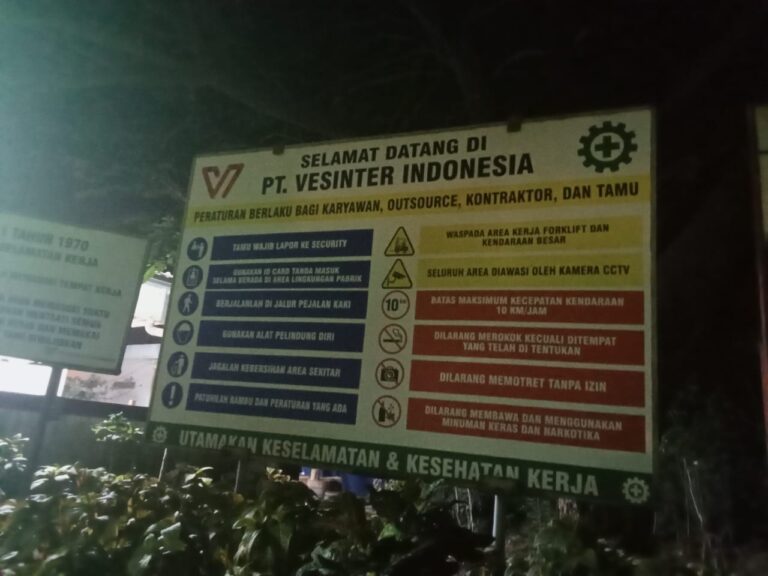 SELAMAT DATANG DI
PT. VESINTER INDONESIA
PERATURAN BERLAKU BAGI KARYAWAN, OUTSOURCE, KONTRAKTOR, DAN TAMU
TAMU WAJIB LAPOR KE SECURITY
GUNAKAN ID CARD TANDA MASUK
SELAMA BERADA DI AREA LINGKUNGAN PABRIK
BERJALANLAH DI JALUR PEJALAN KAKI
GUNAKAN ALAT PELINDUNG DIRI
JAGALAH KEBERSIHAN AREA SEKITAR
PATUHILAH RAMBU DAN PERATURAN YANG ADA
WASPADA AREA KERJA FORKLIFT DAN
KENDARAAN BESAR
SELURUH AREA DIAWASI OLEH KAMERA CCTV
BATAS MAKSIMUM KECEPATAN KENDARAAN
10 KM/JAM
DILARANG MEROKOK KECUALI DITEMPAT
YANG TELAH DI TENTUKAN
DILARANG MEMOTRET TANPA IZIN
DILARANG MEMBAWA DAN MENGGUNAKAN
MINUMAN KERAS DAN NARKOTIKA
UTAMAKAN KESELAMATAN & KESEHATAN KERJA
TAHUN 1970
SELAMATAN KERJA
TEMPAT KERJA